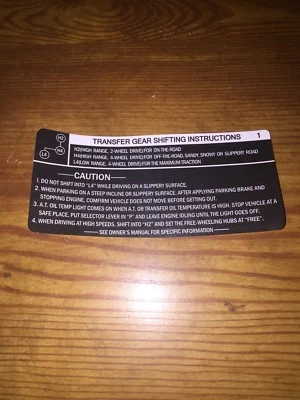 H2
H4
L4
TRANSFER GEAR SHIFTING INSTRUCTIONS 1
H2(HIGH RANGE, 2-WHEEL DRIVE) FOR ON-THE-ROAD
H4(HIGH RANGE, 4-WHEEL DRIVE) FOR OFF-THE-ROAD, SANDY, SNOWY OR SLIPPERY ROAD
L4(LOW RANGE, 4-WHEEL DRIVE) FOR THE MAXIMUM TRACTION
CAUTION
1. DO NOT SHIFT INTO "L4" WHILE DRIVING ON A SLIPPERY SURFACE.
2. WHEN PARKING ON A STEEP INCLINE OR SLIPPERY SURFACE, AFTER APPLYING PARKING BRAKE AND
STOPPING ENGINE, CONFIRM VEHICLE DOES NOT MOVE BEFORE GETTING OUT.
3. A.T. OIL TEMP LIGHT COMES ON WHEN A.T. OR TRANSFER OIL TEMPERATURE IS HIGH. STOP VEHICLE AT A
SAFE PLACE, PUT SELECTOR LEVER IN "P" AND LEAVE ENGINE IDLING UNTIL THE LIGHT GOES OFF.
4. WHEN DRIVING AT HIGH SPEEDS, SHIFT INTO "H2" AND SET THE FREE-WHEELING HUBS AT "FREE".
SEE OWNER'S MANUAL FOR SPECIFIC INFORMATION